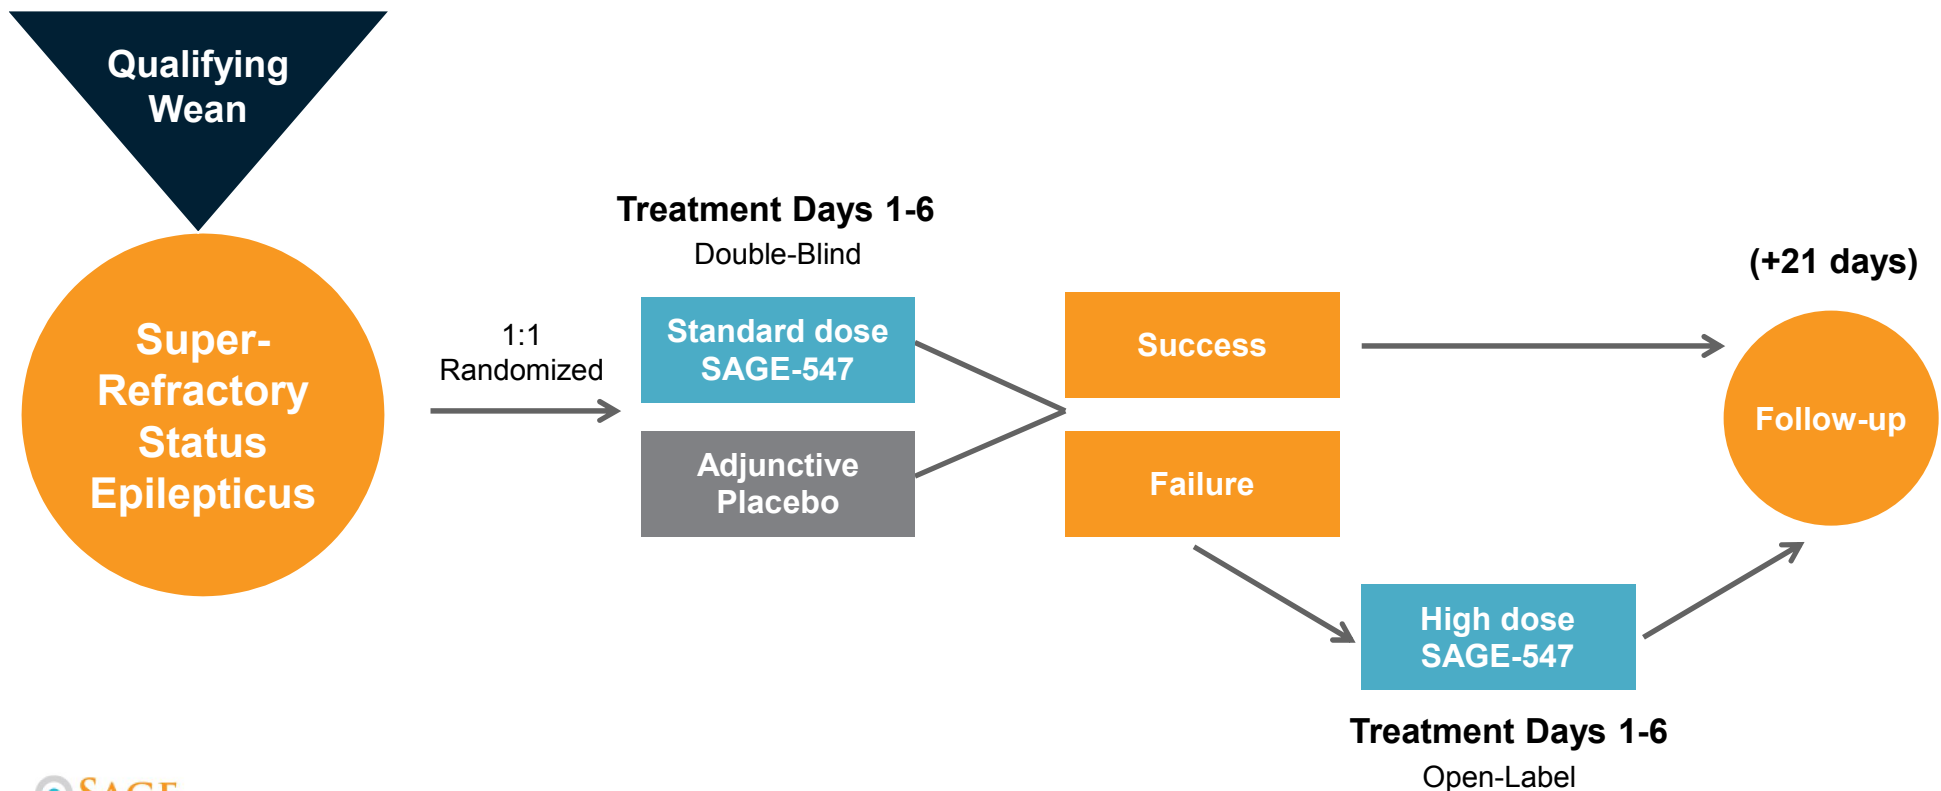 Qualifying
Wean
Super-
Refractory
Status
Epilepticus
1:1
Randomized
Treatment Days 1-6
Double-Blind
Standard dose
SAGE-547
Adjunctive
Placebo
Success
Failure
(+21 days)
Follow-up
High dose
SAGE-547
Treatment Days 1-6
Open-Label
SAGE